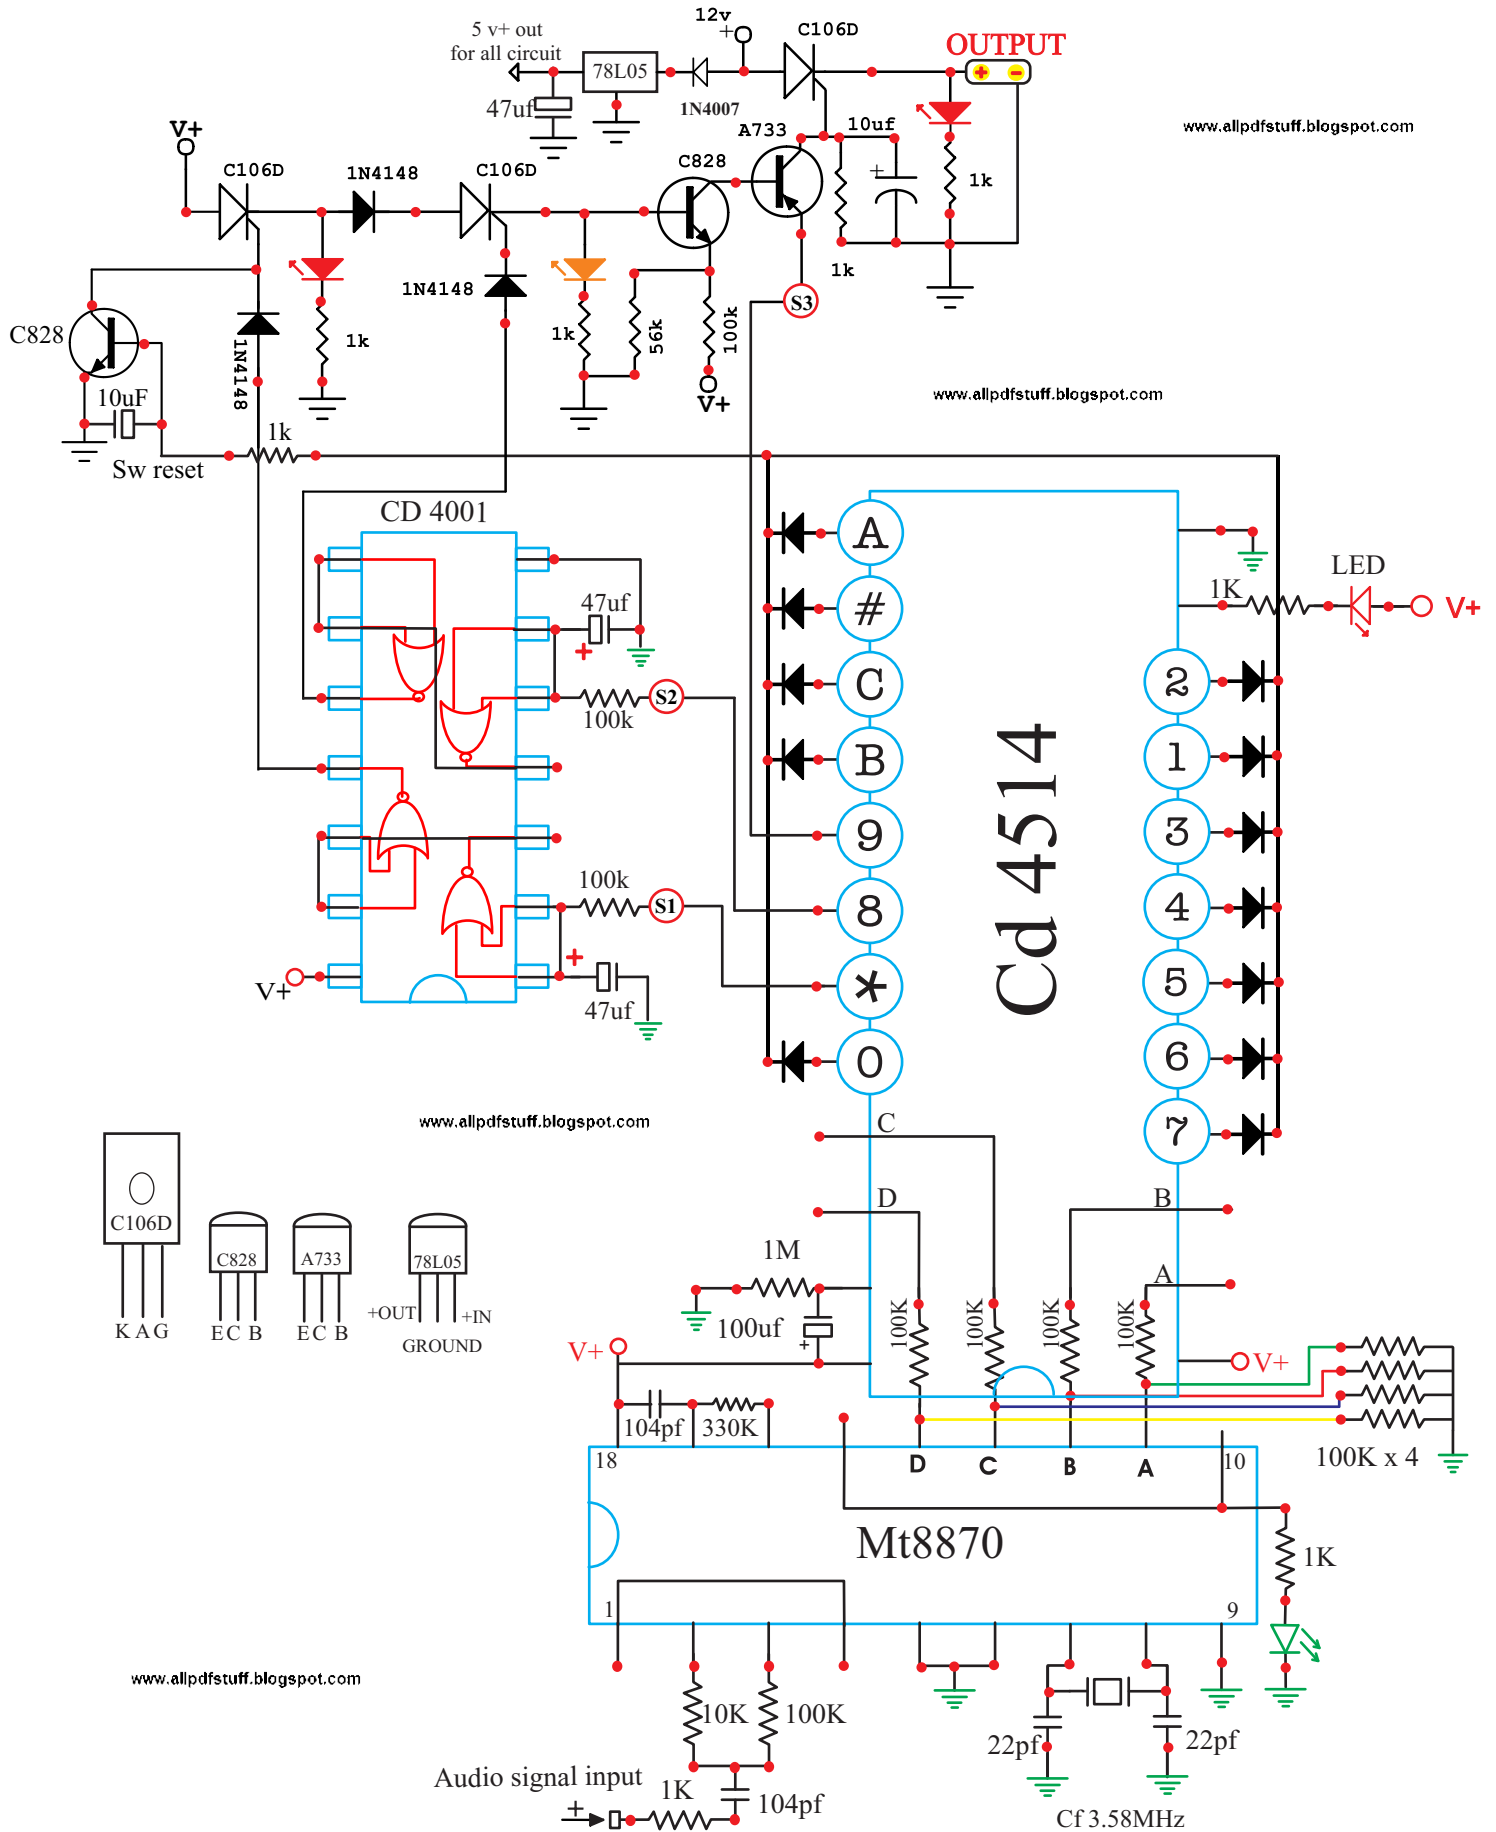 5 v+ out
for all circuit
12v
+
C106D
OUTPUT
+ -
78L05
47uf
1N4007
V+
A733
10uf
+
1k
1k
www.allpdfstuff.blogspot.com
C106D
1N4148
C106D
C828
S3
1N4148
C828
1N4148
1k
1k
56k
100k
V+
www.allpdfstuff.blogspot.com
10uF
1k
Sw reset
CD 4001
47uf
+
100k
S2
100k
S1
V+
+
47uf
A
#
C
B
9
8
*
0
Cd 4514
2
1
3
4
5
6
7
1K
LED
V+
www.allpdfstuff.blogspot.com
C
D
B
A
1M
100uf
+
V+
100K
100K
100K
100K
V+
100K x 4
C106D
K A G
C828
E C B
A733
E C B
78L05
+OUT
+IN
GROUND
104pf
330K
18
D
C
B
A
10
Mt8870
1
9
1K
www.allpdfstuff.blogspot.com
10K
100K
22pf
22pf
Cf 3.58MHz
Audio signal input
+
1K
104pf